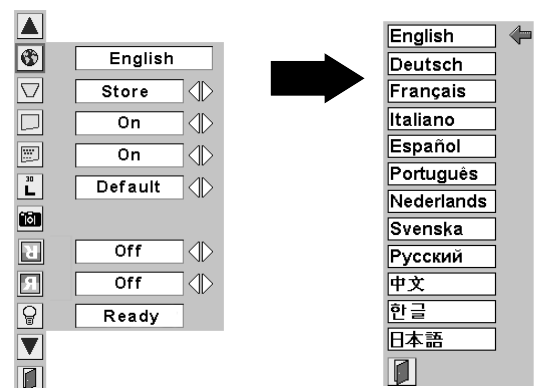 English
Store
On
On
30
L
Default
Off
Off
Ready
English
Deutsch
Français
Italiano
Español
Português
Nederlands
Svenska
Русский
中文
한글
日本語